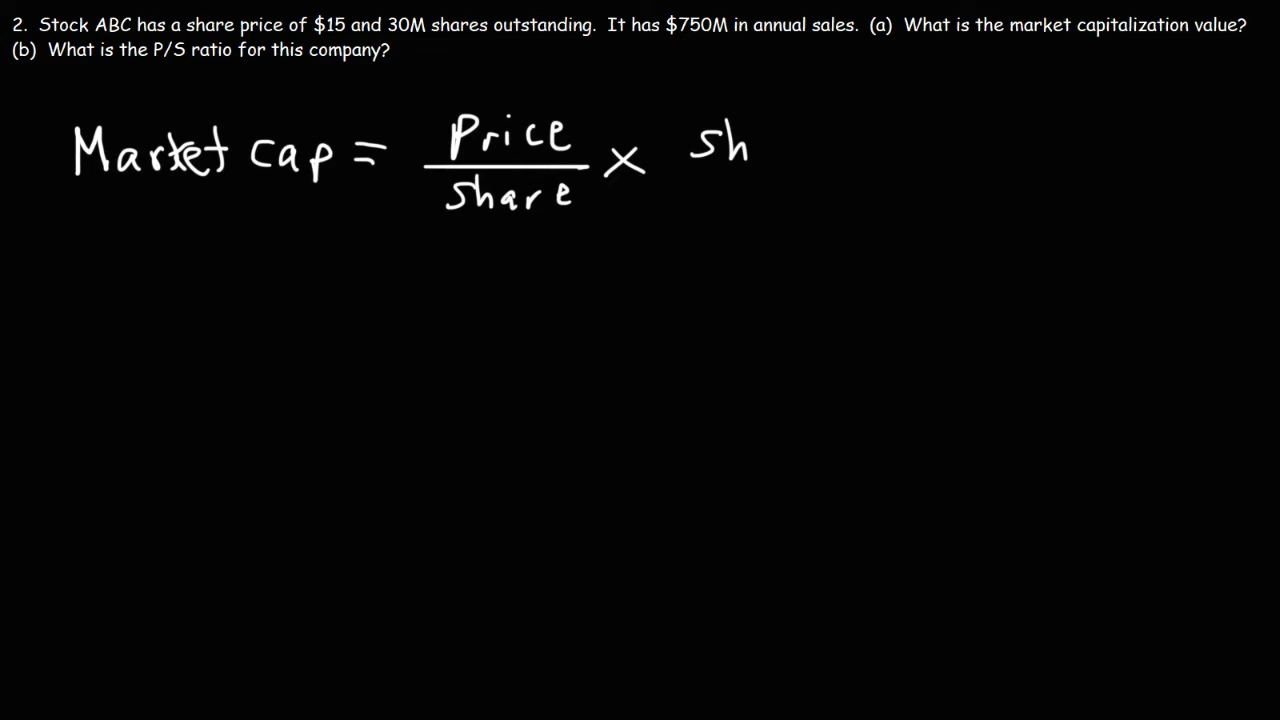 2. Stock ABC has a share price of $15 and 30M shares outstanding. It has $750M in annual sales. (a) What is the market capitalization value?
(b) What is the P/S ratio for this company?
Market cap = Price / share × sh